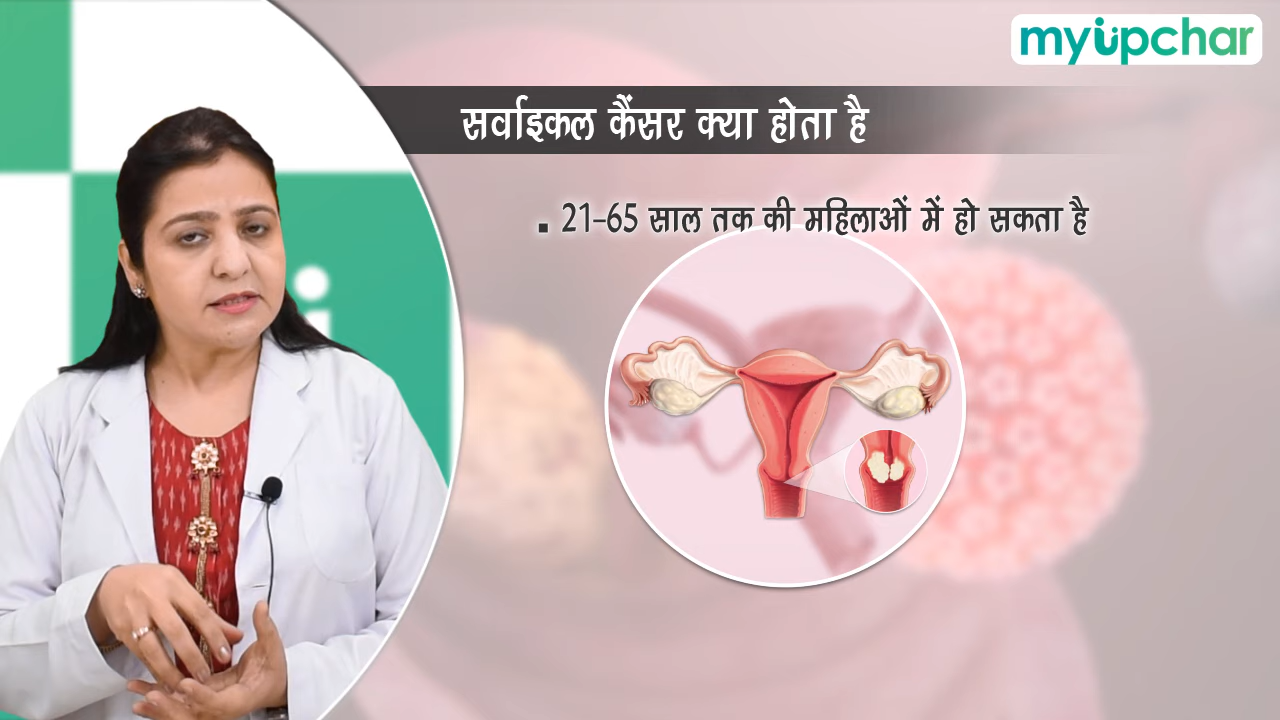 myupchar
सर्वाइकल कैंसर क्या होता है
. 21-65 साल तक की महिलाओं में हो सकता है